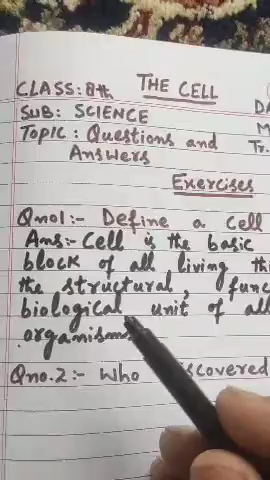 CLASS: 8th THE CELL
SUB: SCIENCE
TOPIC: Questions and
Answers
Exercises
Qno1:- Define a cell
Ans:- Cell is the basic
block of all living
the structural,
biological unit of all
organisms
Qno.2:- Who